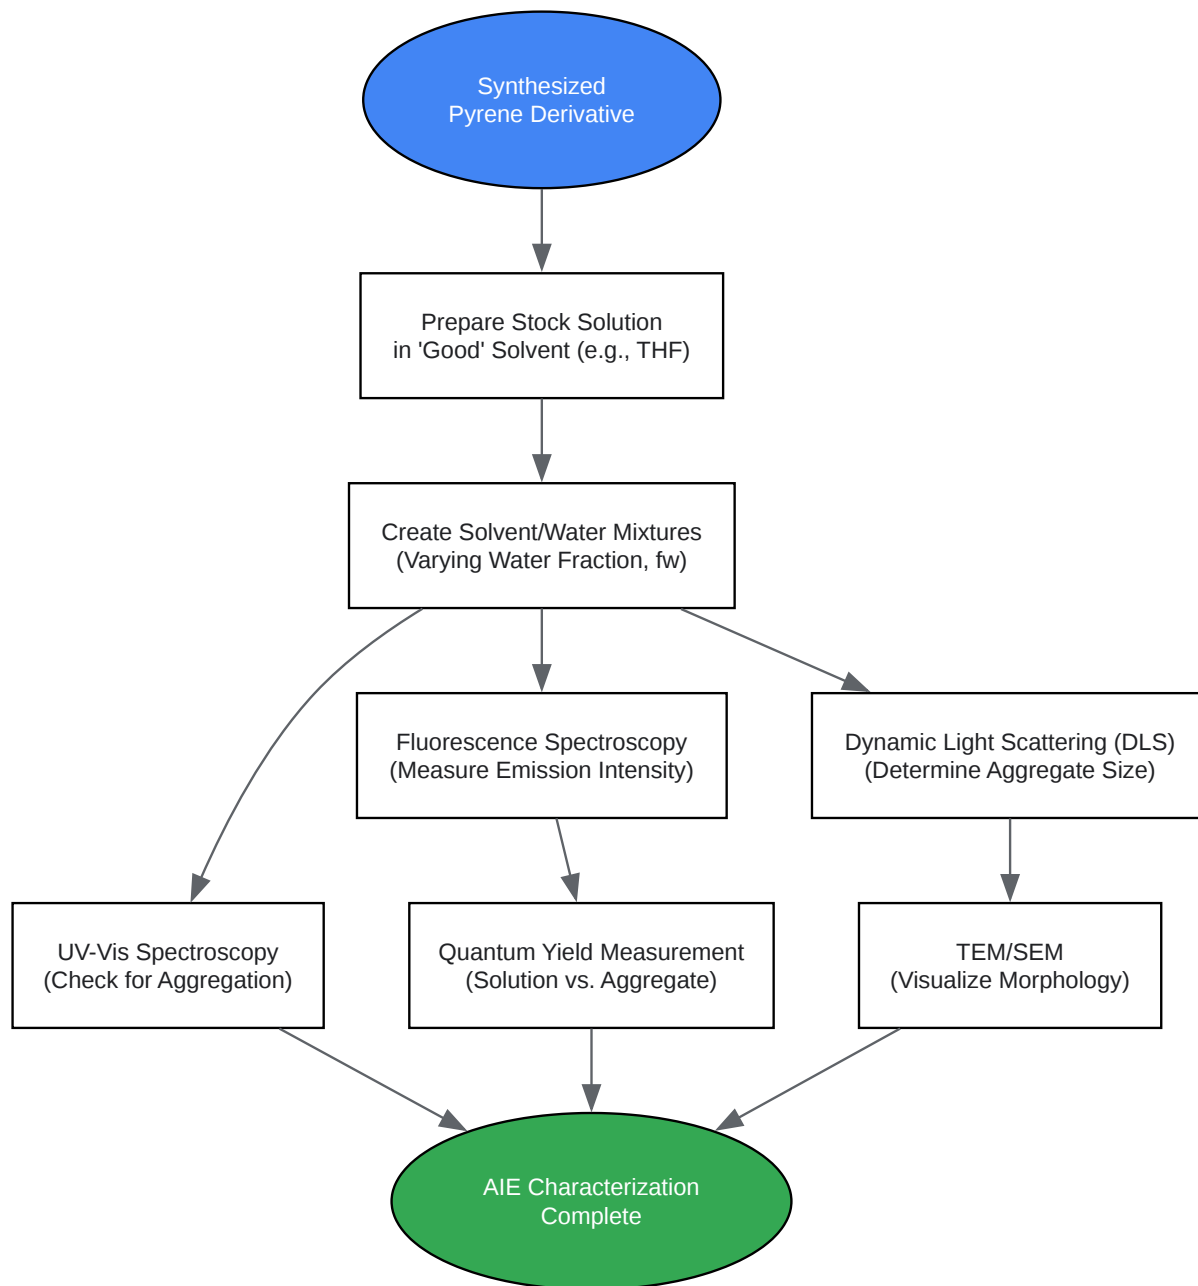 Synthesized
Pyrene Derivative
Prepare Stock Solution
in 'Good' Solvent (e.g., THF)
Create Solvent/Water Mixtures
(Varying Water Fraction, fw)
Fluorescence Spectroscopy
(Measure Emission Intensity)
Dynamic Light Scattering (DLS)
(Determine Aggregate Size)
UV-Vis Spectroscopy
(Check for Aggregation)
Quantum Yield Measurement
(Solution vs. Aggregate)
TEM/SEM
(Visualize Morphology)
AIE Characterization
Complete